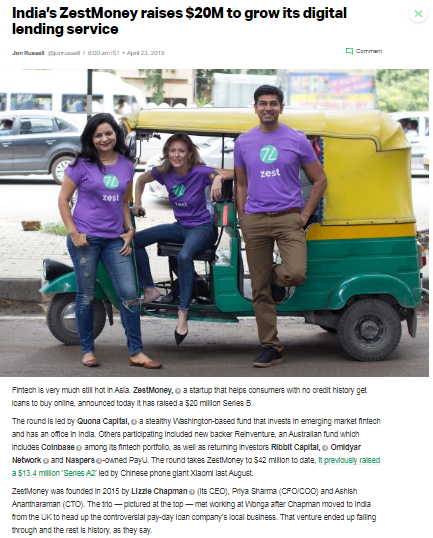 India's ZestMoney raises $20M to grow its digital
lending service
Jon Russell @jonrussell / 6:00 am IST • April 23, 2019
Comment
zest
zest
zest
Fintech is very much still hot in Asia. ZestMoney, a startup that helps consumers with no credit history get
loans to buy online, announced today it has raised a $20 million Series B.
The round is led by Quona Capital, a stealthy Washington-based fund that invests in emerging market fintech
and has an office in India. Others participating included new backer Reinventure, an Australian fund which
includes Coinbase among its fintech portfolio, as well as returning investors Ribbit Capital, Omidyar
Network and Naspers-owned PayU. The round takes ZestMoney to $42 million to date, it previously raised
a $13.4 million 'Series A2' led by Chinese phone giant Xiaomi last August.
ZestMoney was founded in 2015 by Lizzie Chapman (its CEO), Priya Sharma (CFO/COO) and Ashish
Anantharaman (CTO). The trio — pictured at the top — met working at Wonga after Chapman moved to India
from the UK to head up the controversial pay-day loan company's local business. That venture ended up falling
through and the rest is history, as they say.